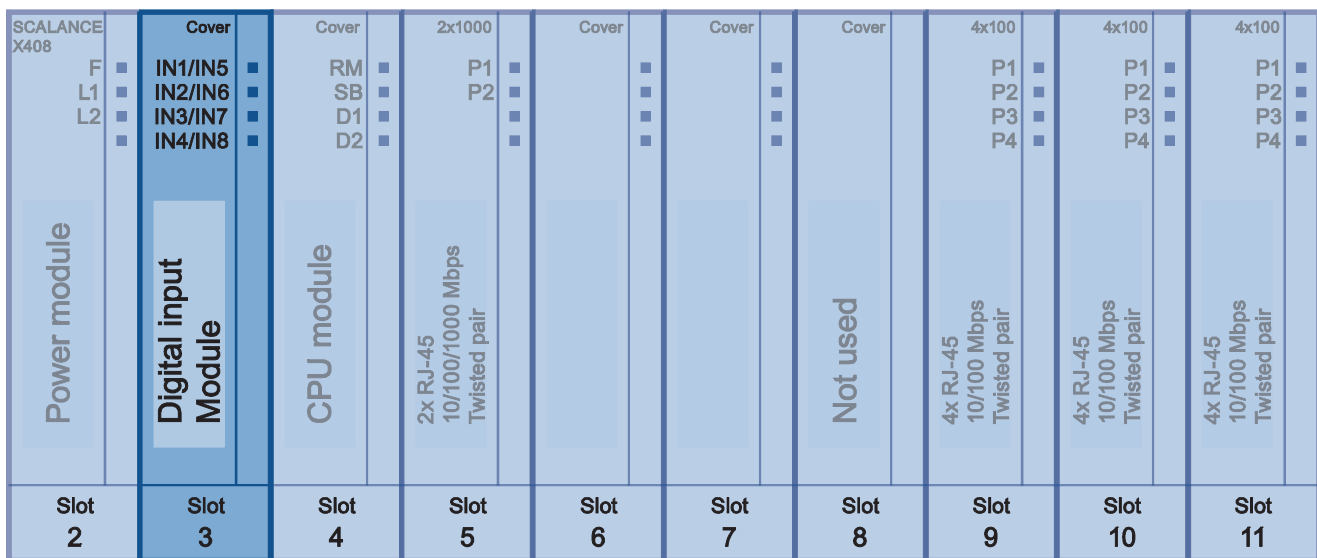 SCALANCE
X408
F
L1
L2
Power module
Slot
2
Cover
IN1/IN5
IN2/IN6
IN3/IN7
IN4/IN8
Digital input
Module
Slot
3
Cover
RM
SB
D1
D2
CPU module
Slot
4
2x1000
P1
P2
2x RJ-45
10/100/1000 Mbps
Twisted pair
Slot
5
Cover
Slot
6
Cover
Slot
7
Cover
Not used
Slot
8
4x100
P1
P2
P3
P4
4x RJ-45
10/100 Mbps
Twisted pair
Slot
9
4x100
P1
P2
P3
P4
4x RJ-45
10/100 Mbps
Twisted pair
Slot
10
4x100
P1
P2
P3
P4
4x RJ-45
10/100 Mbps
Twisted pair
Slot
11